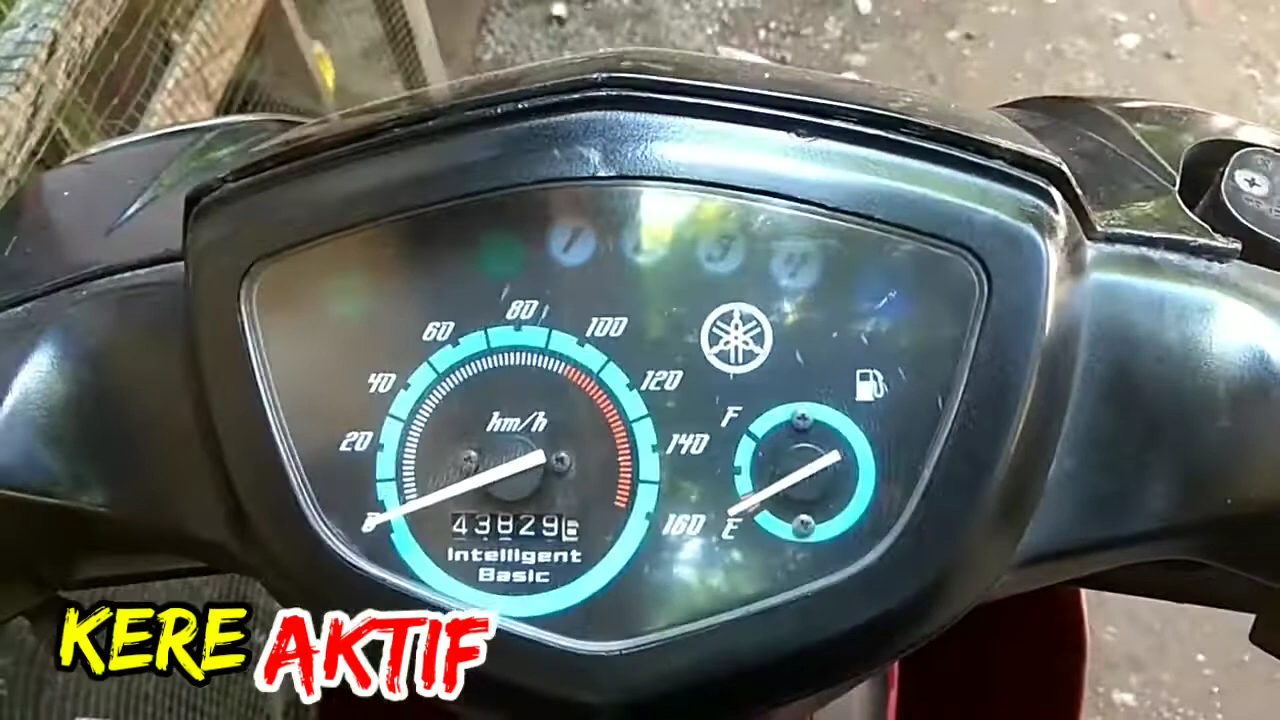 1 3 4
80
60 100
40 120
km/h
20 F 140
0 160 E
43829
Intelligent
Basic
KERE AKTIF